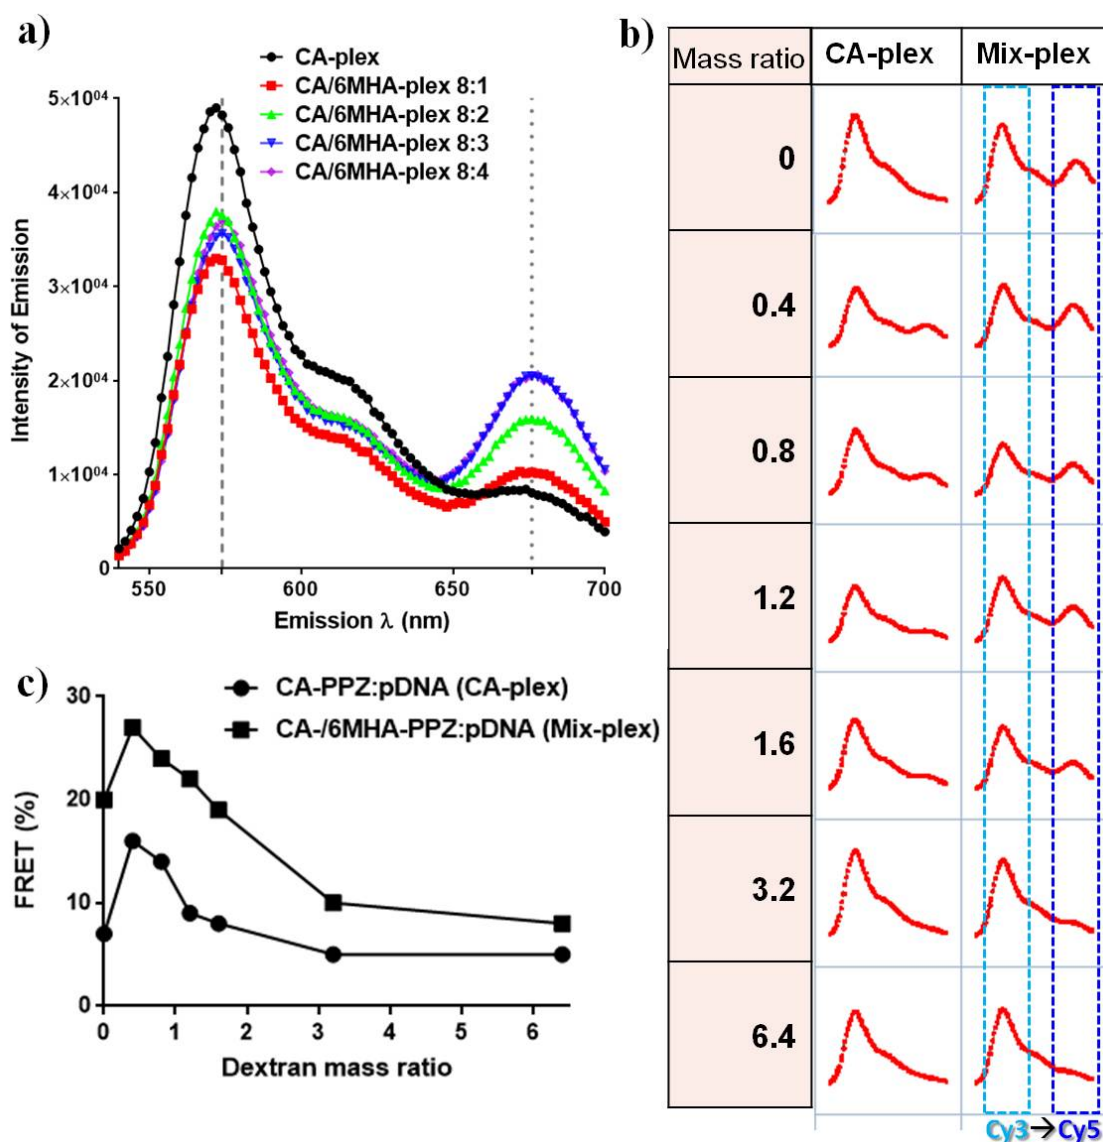 a)
CA-plex
CA/6MHA-plex 8:1
CA/6MHA-plex 8:2
CA/6MHA-plex 8:3
CA/6MHA-plex 8:4
5×10⁰⁴
4×10⁰⁴
3×10⁰⁴
2×10⁰⁴
1×10⁰⁴
0
Intensity of Emission
550 600 650 700
Emission λ (nm)
b)
Mass ratio CA-plex Mix-plex
0
0.4
0.8
1.2
1.6
3.2
6.4
Cy3→Cy5
c)
CA-PPZ:pDNA (CA-plex)
CA-/6MHA-PPZ:pDNA (Mix-plex)
30
20
10
0
FRET (%)
0 1 2 3 4 5 6
Dextran mass ratio